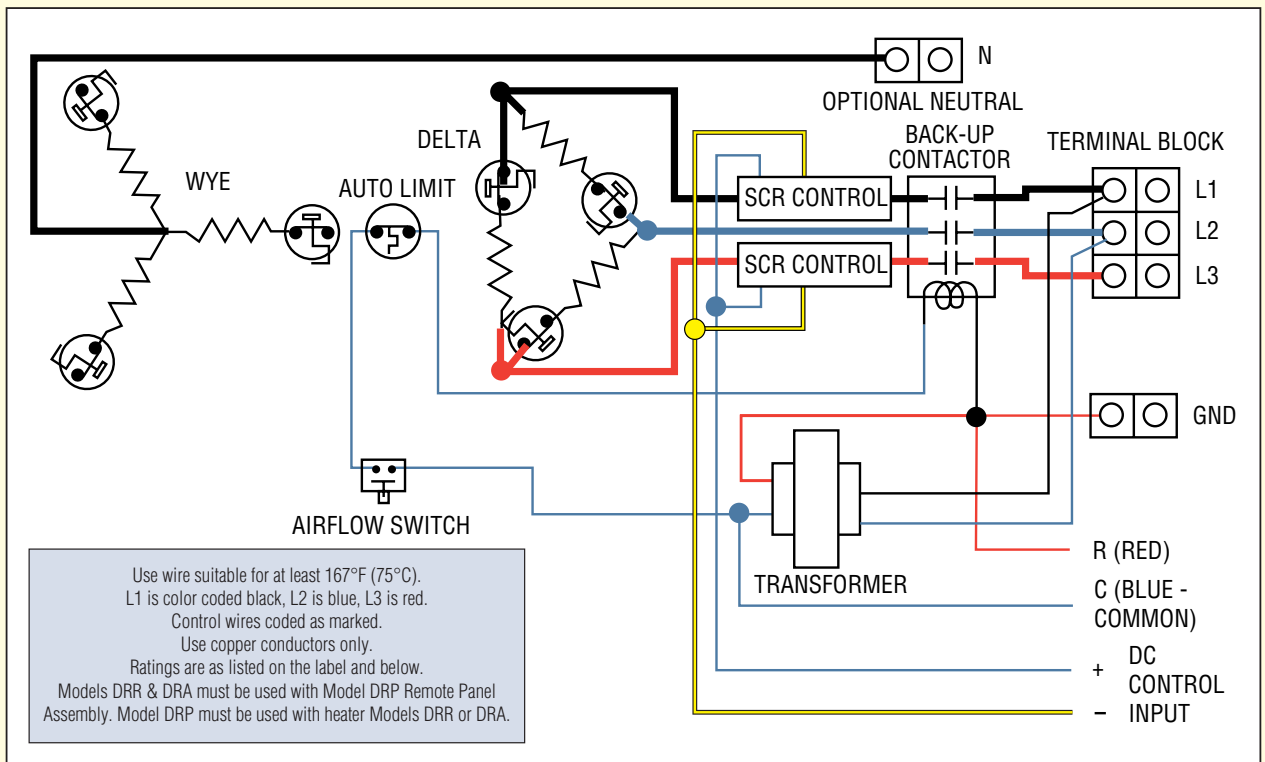 N
OPTIONAL NEUTRAL
BACK-UP
CONTACTOR
TERMINAL BLOCK
DELTA
WYE
AUTO LIMIT
SCR CONTROL
L1
L2
SCR CONTROL
L3
GND
AIRFLOW SWITCH
TRANSFORMER
R (RED)
C (BLUE -
COMMON)
+ DC
CONTROL
– INPUT
Use wire suitable for at least 167°F (75°C).
L1 is color coded black, L2 is blue, L3 is red.
Control wires coded as marked.
Use copper conductors only.
Ratings are as listed on the label and below.
Models DRR & DRA must be used with Model DRP Remote Panel
Assembly. Model DRP must be used with heater Models DRR or DRA.